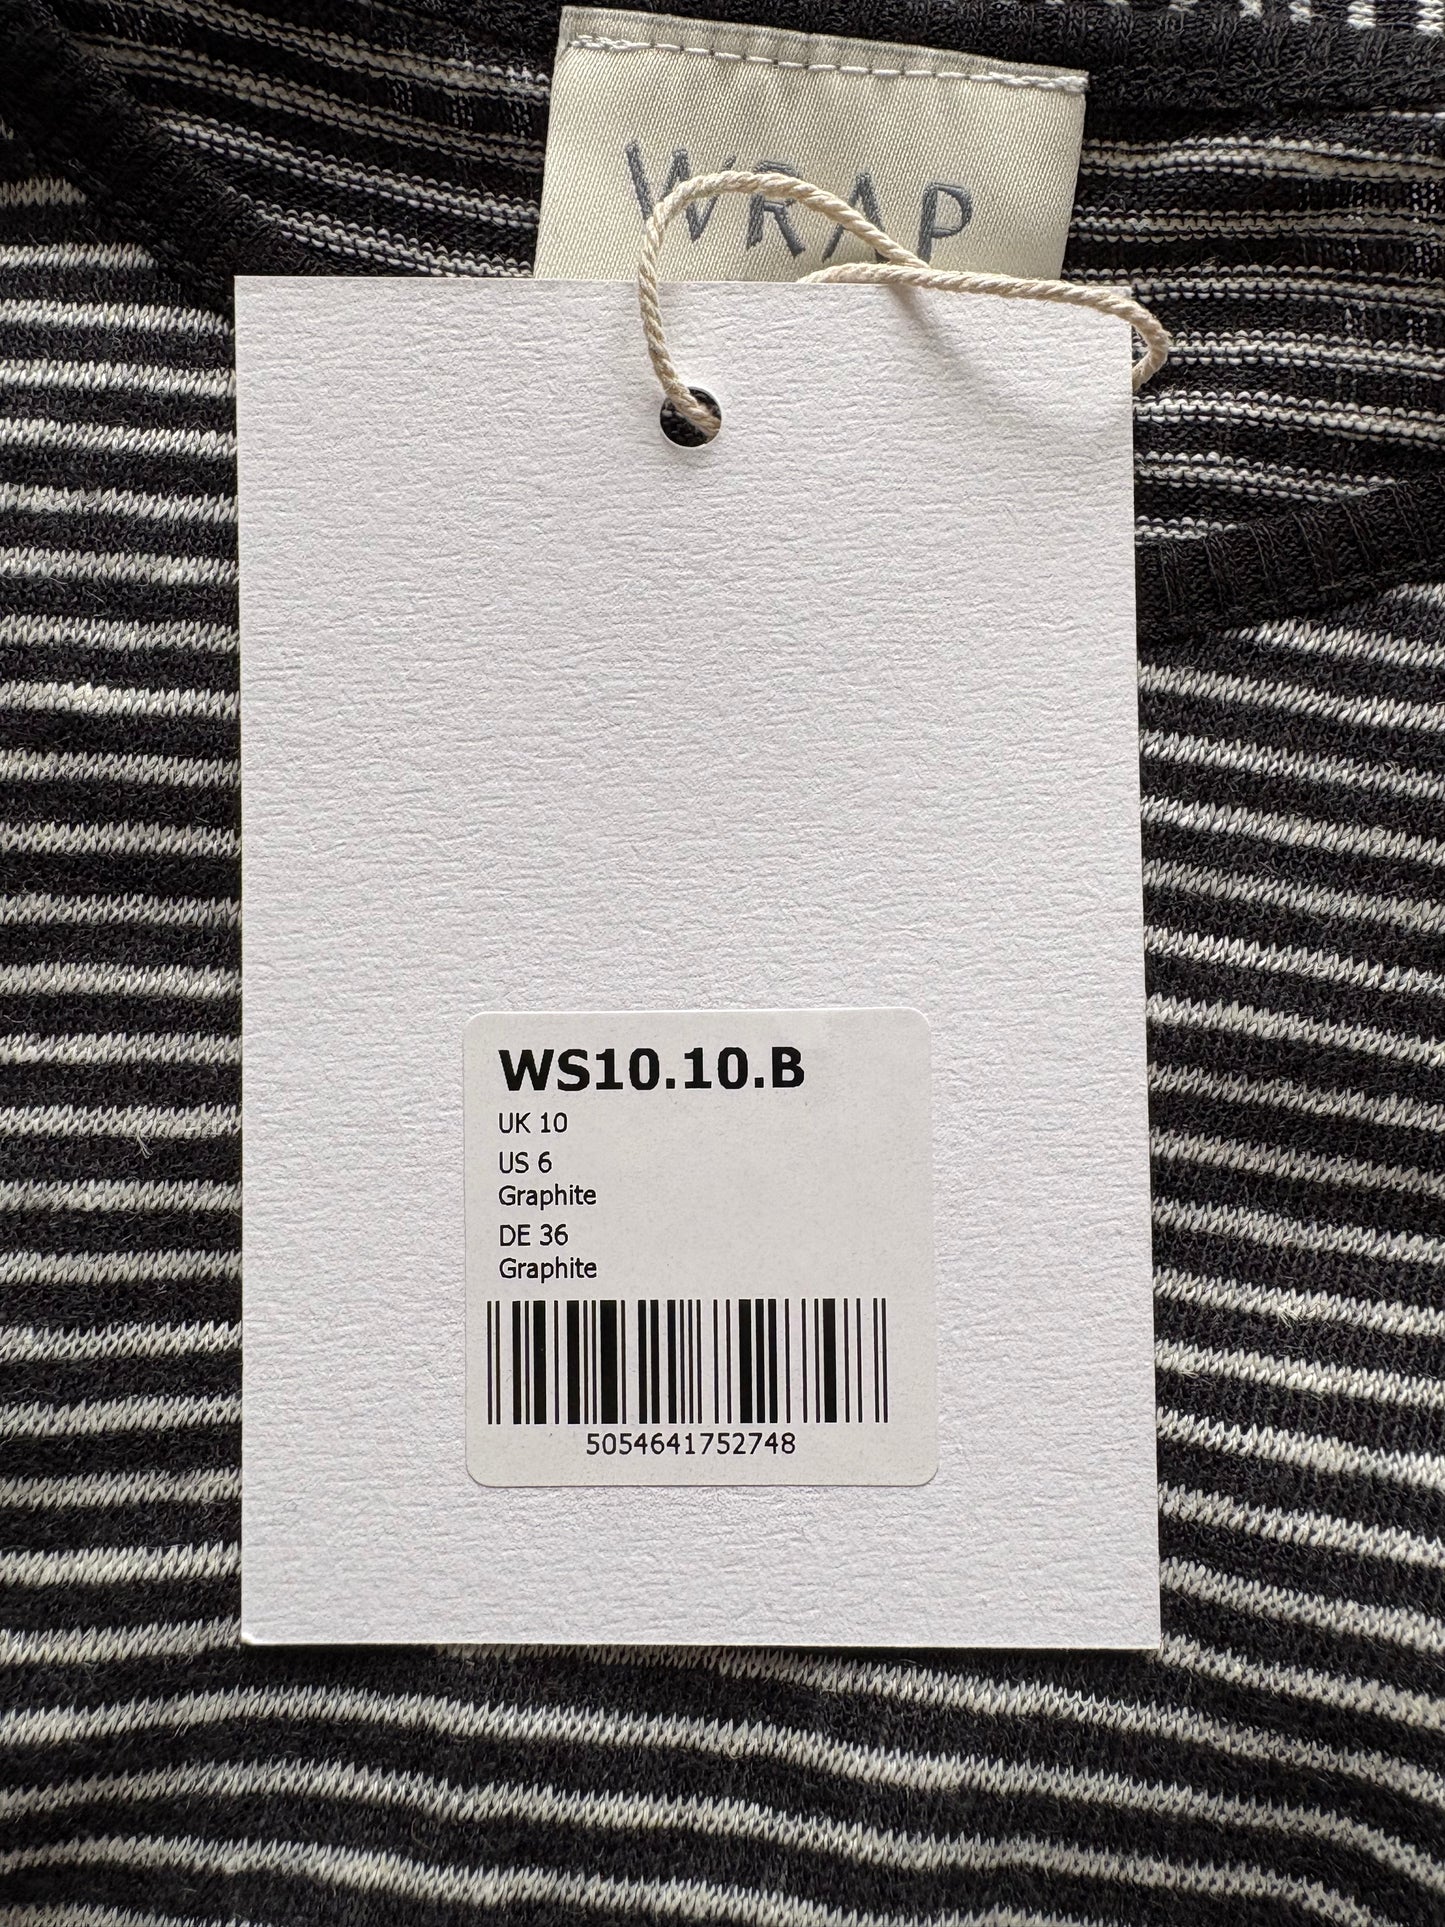 WRAP
WS10.10.B
UK 10
US 6
Graphite
DE 36
Graphite
5054641752748